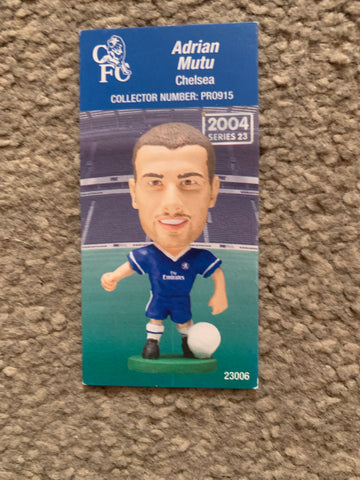 Adrian
Mutu
Chelsea
COLLECTOR NUMBER: PRO915
CFC
2004
SERIES 23
Fly
Emirates
23006